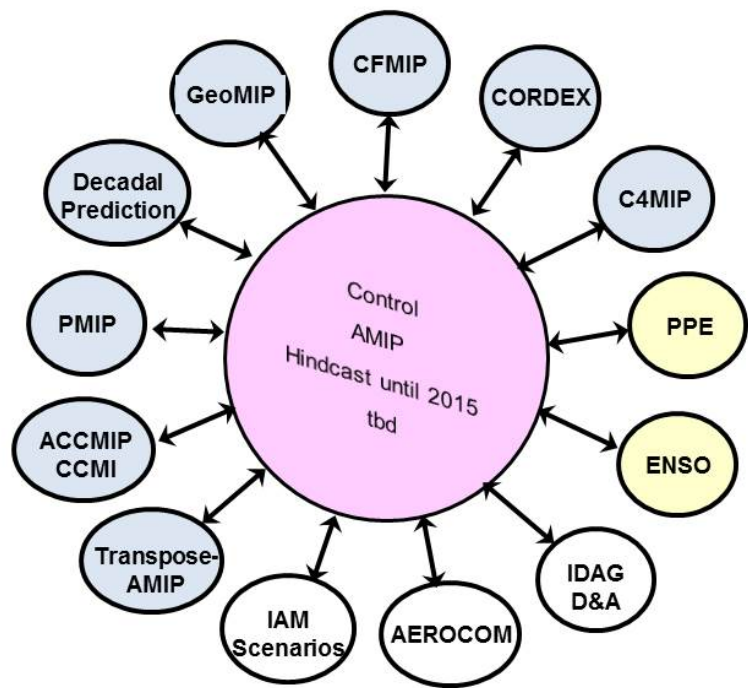 CFMIP
GeoMIP
CORDEX
Decadal
Prediction
C4MIP
Control
AMIP
Hindcast until 2015
tbd
PMIP
PPE
ACCMIP
CCMI
ENSO
Transpose-
AMIP
IDAG
D&A
IAM
Scenarios
AEROCOM